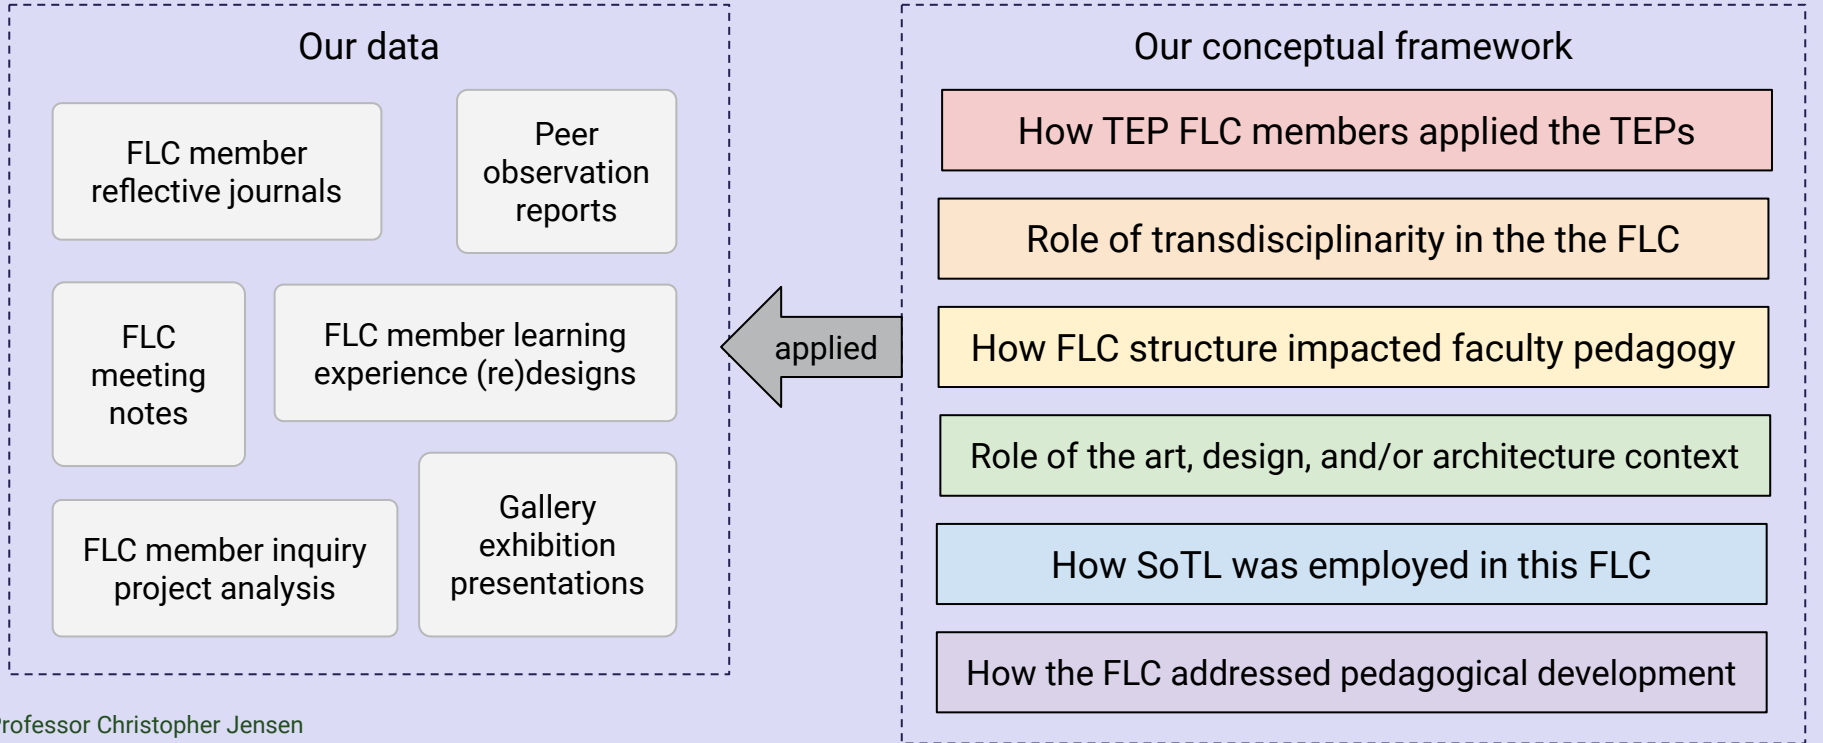 Our data
FLC member
reflective journals
Peer
observation
reports
FLC
meeting
notes
FLC member learning
experience (re)designs
FLC member inquiry
project analysis
Gallery
exhibition
presentations
applied
Our conceptual framework
How TEP FLC members applied the TEPs
Role of transdisciplinarity in the the FLC
How FLC structure impacted faculty pedagogy
Role of the art, design, and/or architecture context
How SoTL was employed in this FLC
How the FLC addressed pedagogical development
rofessor Christopher Jensen